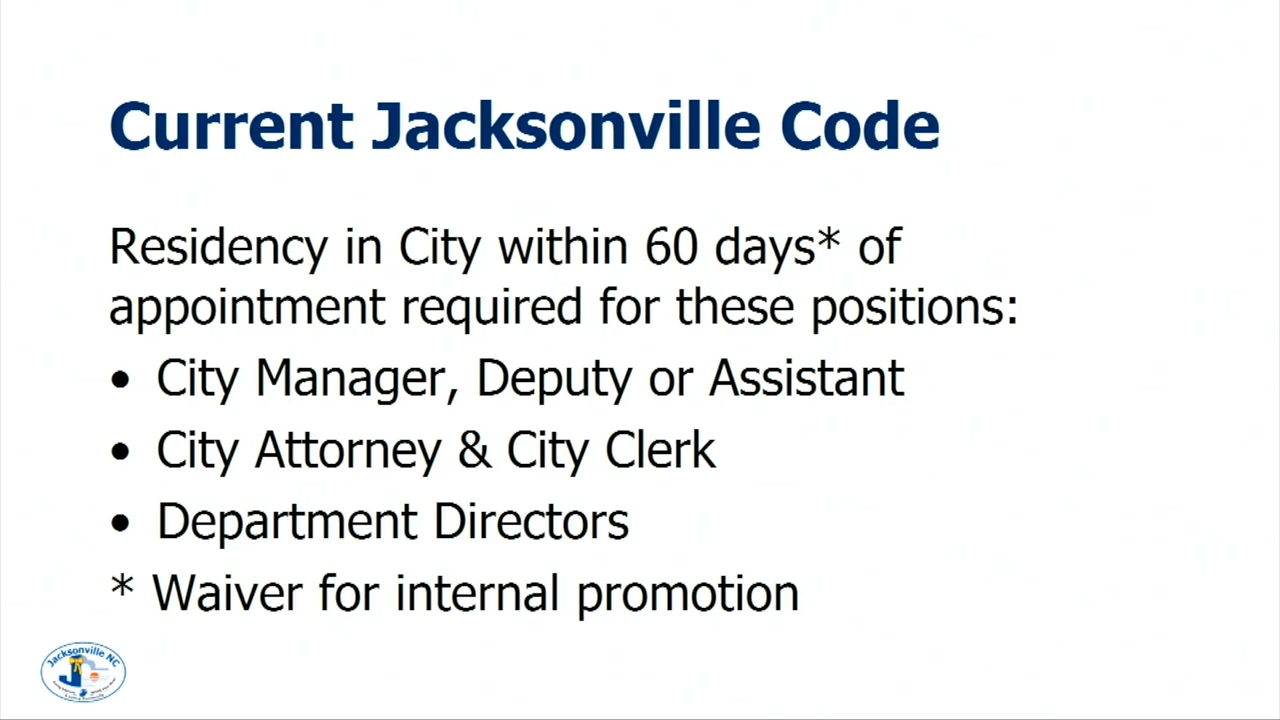 Current Jacksonville Code
Residency in City within 60 days* of
appointment required for these positions:
• City Manager, Deputy or Assistant
• City Attorney & City Clerk
• Department Directors
* Waiver for internal promotion
Jacksonville NC